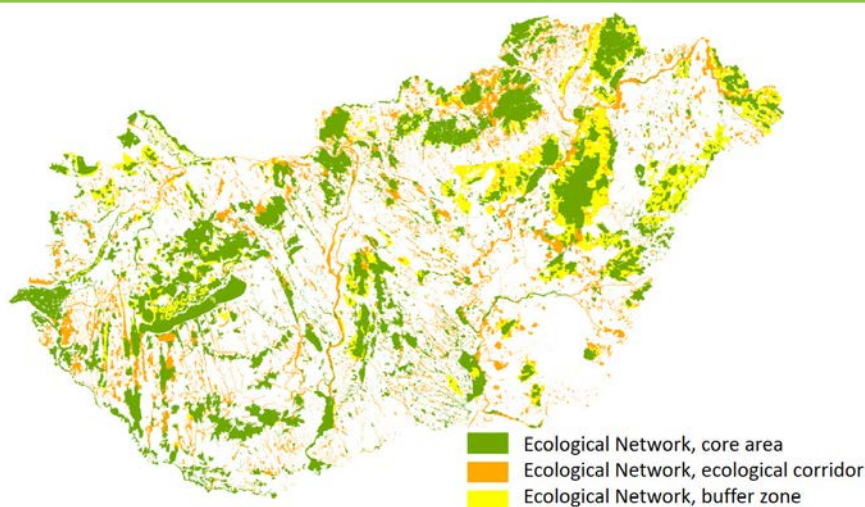 Ecological Network, core area
Ecological Network, ecological corridor
Ecological Network, buffer zone